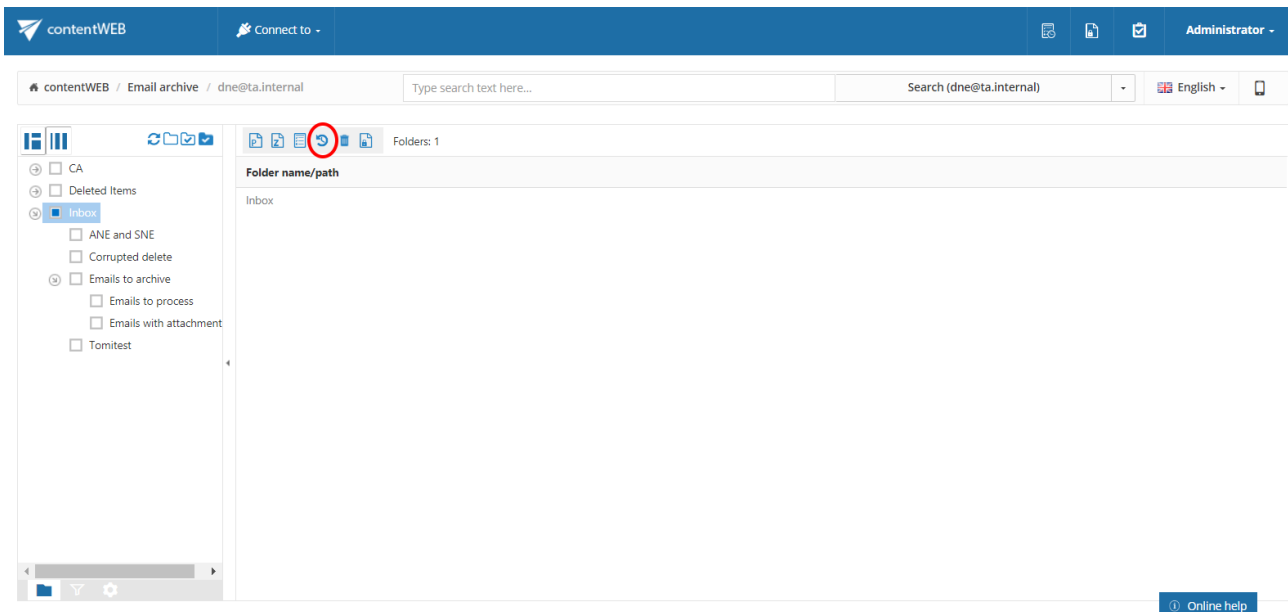 contentWEB
Connect to
Administrator
contentWEB / Email archive / dne@ta.internal
Type search text here...
Search (dne@ta.internal)
English
Folders: 1
CA
Deleted Items
Inbox
ANE and SNE
Corrupted delete
Emails to archive
Emails to process
Emails with attachment
Tomitest
Folder name/path
Inbox
Online help